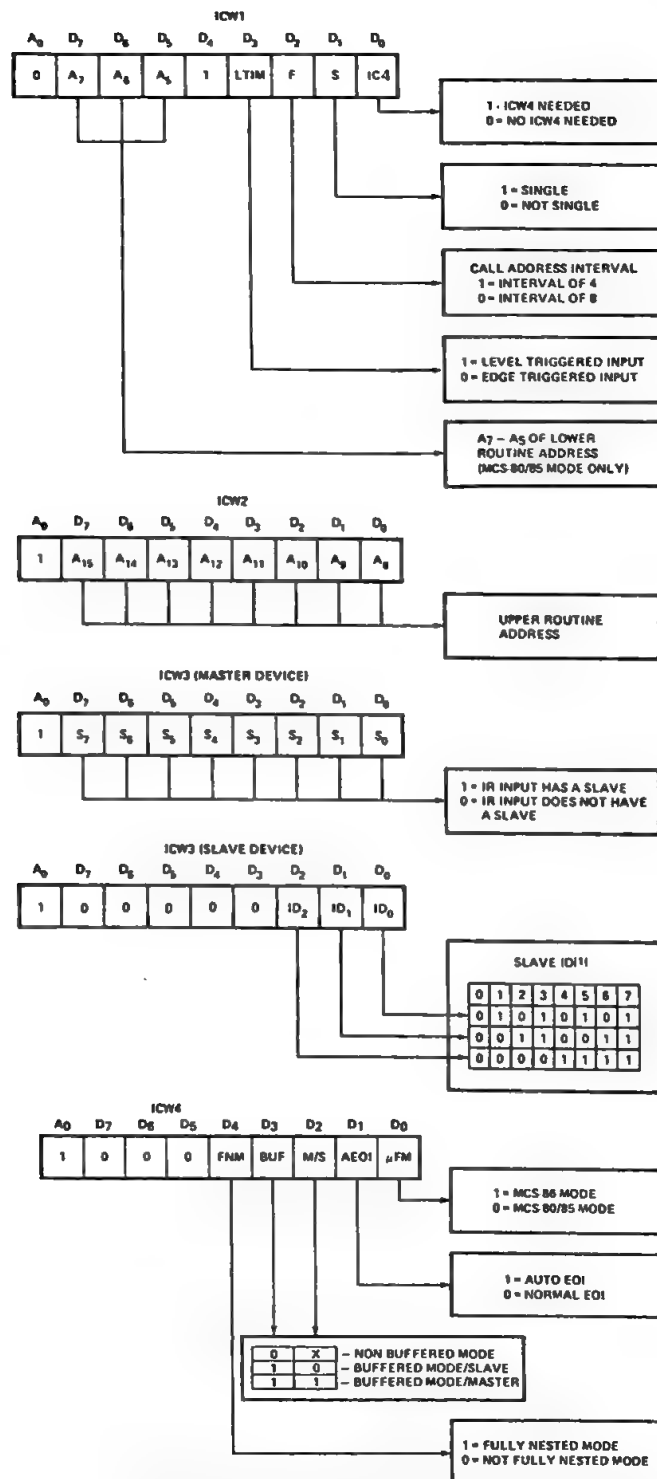 ICW1
A0 D7 D6 D5 D4 D3 D2 D1 D0
0 A7 A6 A5 1 LTIM F S IC4
1 · ICW4 NEEDED
0 = NO ICW4 NEEDED
1 = SINGLE
0 = NOT SINGLE
CALL ADDRESS INTERVAL
1 = INTERVAL OF 4
0 = INTERVAL OF 8
1 = LEVEL TRIGGERED INPUT
0 = EDGE TRIGGERED INPUT
A7 – A5 OF LOWER
ROUTINE ADDRESS
(MCS-80/85 MODE ONLY)
ICW2
A0 D7 D6 D5 D4 D3 D2 D1 D0
1 A15 A14 A13 A12 A11 A10 A9 A8
UPPER ROUTINE
ADDRESS
ICW3 (MASTER DEVICE)
A0 D7 D6 D5 D4 D3 D2 D1 D0
1 S7 S6 S5 S4 S3 S2 S1 S0
1 = IR INPUT HAS A SLAVE
0 = IR INPUT DOES NOT HAVE
A SLAVE
ICW3 (SLAVE DEVICE)
A0 D7 D6 D5 D4 D3 D2 D1 D0
1 0 0 0 0 0 ID2 ID1 ID0
SLAVE ID(1)
0 1 2 3 4 5 6 7
0 1 0 1 0 1 0 1
0 0 1 1 0 0 1 1
0 0 0 0 1 1 1 1
ICW4
A0 D7 D6 D5 D4 D3 D2 D1 D0
1 0 0 0 FNM BUF M/S AEOI μFM
1 = MCS-86 MODE
0 = MCS-80/85 MODE
1 = AUTO EOI
0 = NORMAL EOI
0 X – NON BUFFERED MODE
1 0 – BUFFERED MODE/SLAVE
1 1 – BUFFERED MODE/MASTER
1 = FULLY NESTED MODE
0 = NOT FULLY NESTED MODE